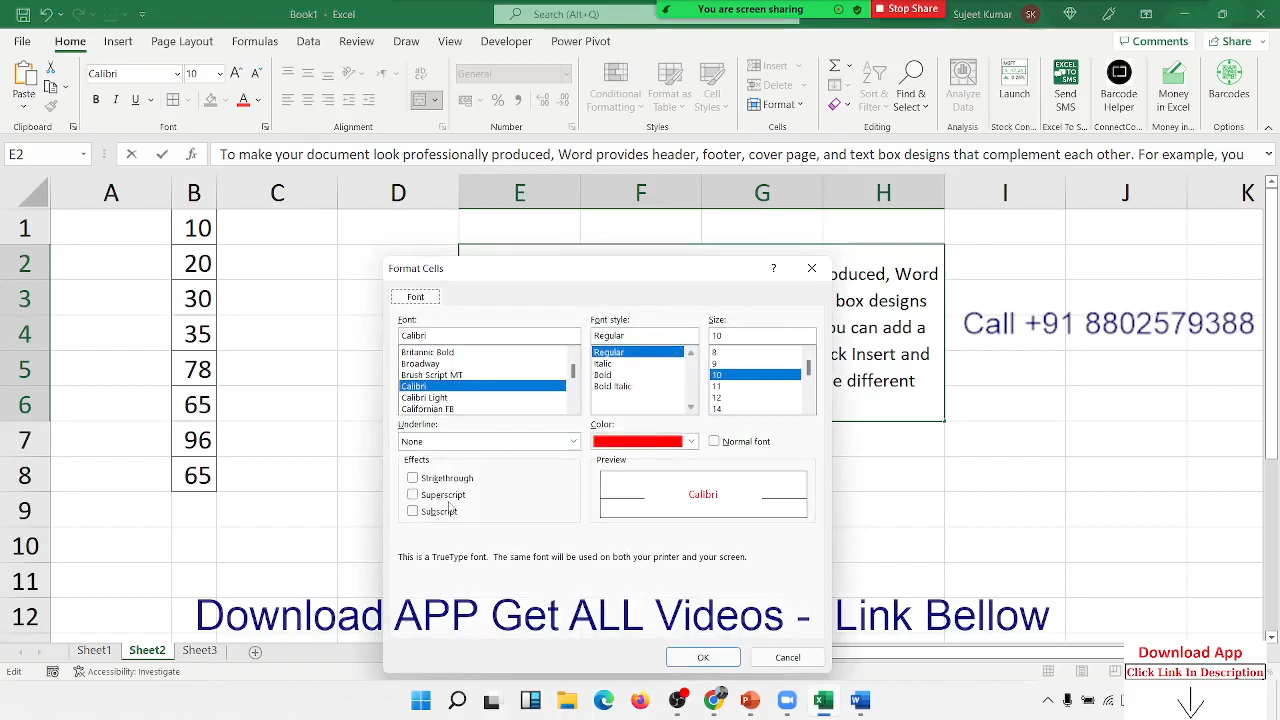 Book1 - Excel
Search (Alt+Q)
You are screen sharing
Stop Share
Sujeet Kumar
SK
File
Home
Insert
Page Layout
Formulas
Data
Review
View
Developer
Power Pivot
Comments
Share
Paste
Calibri
10
General
Conditional Formatting
Format as Table
Cell Styles
Insert
Delete
Format
Sort & Filter
Find & Select
Analyze Data
Launch
Send SMS
Barcode Helper
Money in Excel
Barcodes
Clipboard
Font
Alignment
Number
Styles
Cells
Editing
Analysis
Stock Con...
Excel To S...
ConnectCo...
Money in...
Options
E2
To make your document look professionally produced, Word provides header, footer, cover page, and text box designs that complement each other. For example, you
A B C D E F G H I J K
1 10
2 20
3 30
4 35
5 78
6 65
7 96
8 65
9
10
11
12
oduced, Word
box designs
ou can add a
ck Insert and
e different
Call +91 8802579388
Format Cells
?
Font
Font:
Calibri
Britannic Bold
Broadway
Brush Script MT
Calibri
Calibri Light
Californian FB
Font style:
Regular
Regular
Italic
Bold
Bold Italic
Size:
10
8
9
10
11
12
14
Underline:
None
Color:
Normal font
Effects
Strikethrough
Superscript
Subscript
Preview
Calibri
This is a TrueType font. The same font will be used on both your printer and your screen.
OK
Cancel
Download APP Get ALL Videos - Link Bellow
Sheet1
Sheet2
Sheet3
Edit
Accessibility: Investigate
Download App
Click Link In Description